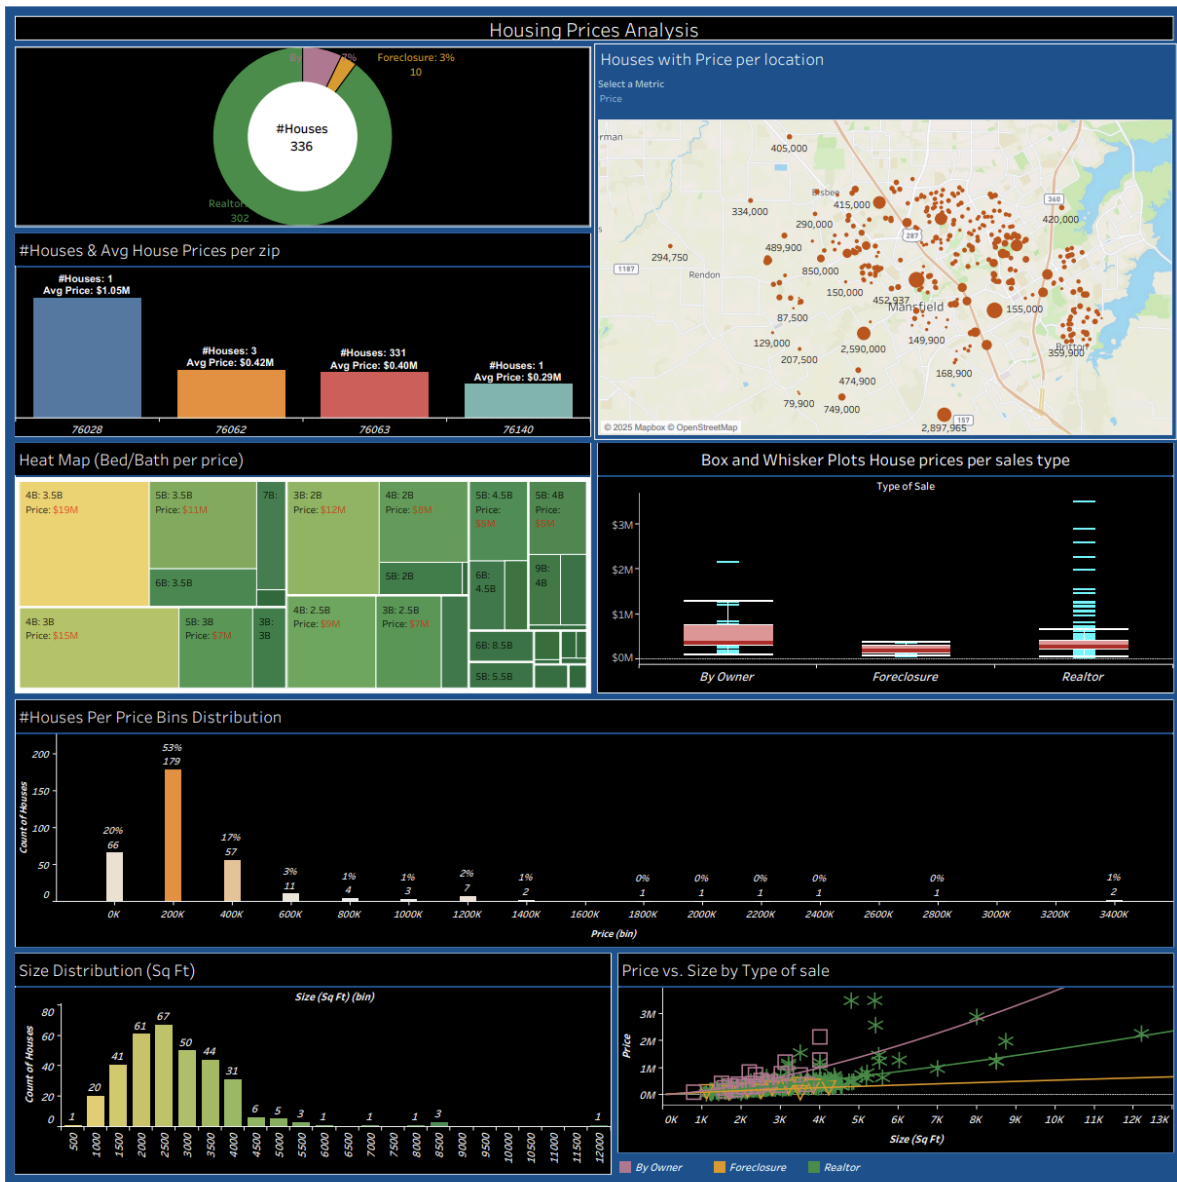 Housing Prices Analysis
7%
Foreclosure: 3%
10
#Houses
336
Realtor:
302
Houses with Price per location
Select a Metric
Price
rman
405,000
Bisbee
334,000
415,000
290,000
360
420,000
287
489,900
294,750
1187
Rendon
850,000
150,000
452,937
Mansfield
155,000
87,500
129,000
149,900
207,500
2,590,000
Britton
359,900
168,900
474,900
79,900
749,000
157
2,897,965
© 2025 Mapbox © OpenStreetMap
#Houses & Avg House Prices per zip
#Houses: 1
Avg Price: $1.05M
#Houses: 3
Avg Price: $0.42M
#Houses: 331
Avg Price: $0.40M
#Houses: 1
Avg Price: $0.29M
76028 76062 76063 76140
Heat Map (Bed/Bath per price)
4B: 3.5B
Price: $19M
5B: 3.5B
Price: $11M
7B:
3B: 2B
Price: $12M
4B: 2B
Price: $8M
5B: 4.5B
Price:
$5M
5B: 4B
Price:
$5M
6B: 3.5B
5B: 2B
6B:
4.5B
9B:
4B
4B: 3B
Price: $15M
5B: 3B
Price: $7M
3B:
3B
4B: 2.5B
Price: $9M
3B: 2.5B
Price: $7M
6B: 8.5B
5B: 5.5B
Box and Whisker Plots House prices per sales type
Type of Sale
$3M
$2M
$1M
$0M
By Owner Foreclosure Realtor
#Houses Per Price Bins Distribution
Count of Houses
200
150
100
50
0
20%
66
53%
179
17%
57
3%
11
1%
4
1%
3
2%
7
1%
2
0%
1
0%
1
0%
1
0%
1
0%
1
1%
2
0K 200K 400K 600K 800K 1000K 1200K 1400K 1600K 1800K 2000K 2200K 2400K 2600K 2800K 3000K 3200K 3400K
Price (bin)
Size Distribution (Sq Ft)
Size (Sq Ft) (bin)
Count of Houses
80
60
40
20
0
1 20 41 61 67 50 44 31 6 5 3 1 1 1 3 1
500 1000 1500 2000 2500 3000 3500 4000 4500 5000 5500 6000 6500 7000 7500 8000 8500 9000 9500 10000 10500 11000 11500 12000
Price vs. Size by Type of sale
Price
3M
2M
1M
0M
0K 1K 2K 3K 4K 5K 6K 7K 8K 9K 10K 11K 12K 13K
Size (Sq Ft)
By Owner Foreclosure Realtor